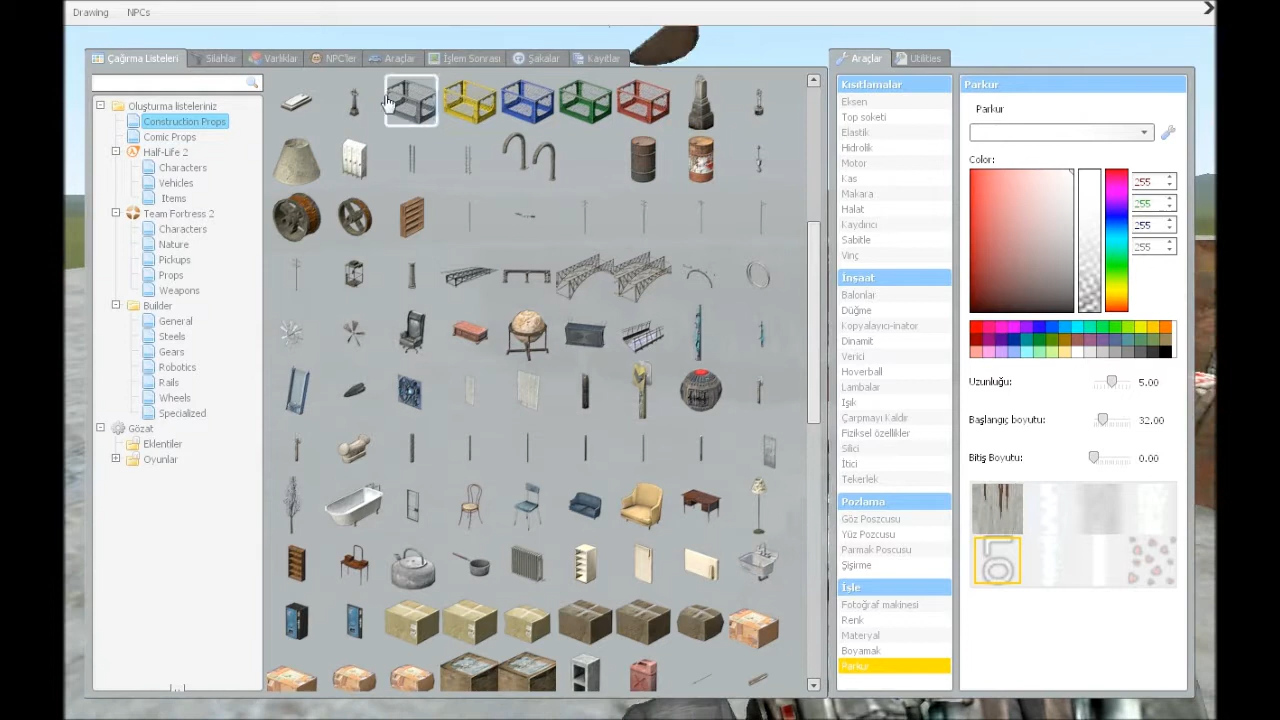 Drawing NPCs
Çağırma Listeleri Silahlar Varlıklar NPC'ler Araçlar İşlem Sonrası Şakalar Kayıtlar
Oluşturma listeleriniz
Construction Props
Comic Props
Half-Life 2
Characters
Vehicles
Items
Team Fortress 2
Characters
Nature
Pickups
Props
Weapons
Builder
General
Steels
Gears
Robotics
Rails
Wheels
Specialized
Gözat
Eklentiler
Oyunlar
Araçlar Utilities
Kısıtlamalar
Eksen
Top soketi
Elastik
Hidrolik
Motor
Kas
Makara
Halat
Kaydırıcı
Sabitle
Vinç
İnşaat
Balonlar
Düğme
Kopyalayıcı-inator
Dinamit
Verici
Hoverball
Lambalar
Işık
Çarpmayı Kaldır
Fiziksel özellikler
Silici
İtici
Tekerlek
Pozlama
Göz Pozcusu
Yüz Pozcusu
Parmak Poscusu
Şişirme
İşle
Fotoğraf makinesi
Renk
Materyal
Boyamak
Parkur
Parkur
Parkur
Color:
255
255
255
255
Uzunluğu: 5.00
Başlangıç boyutu: 32.00
Bitiş Boyutu: 0.00